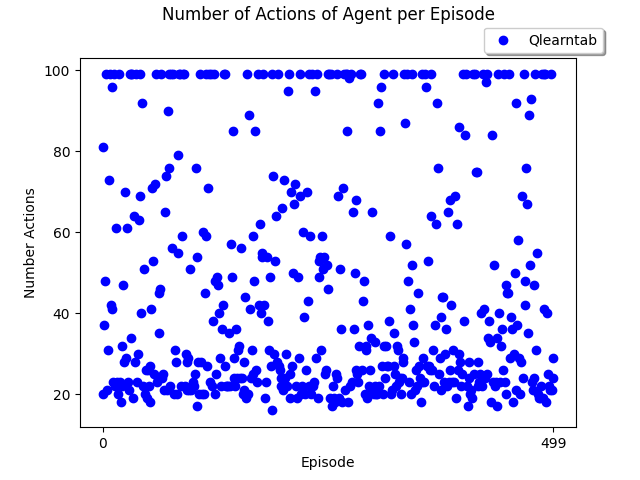 Number of Actions of Agent per Episode
Qlearntab
100
80
60
40
20
Number Actions
0
499
Episode